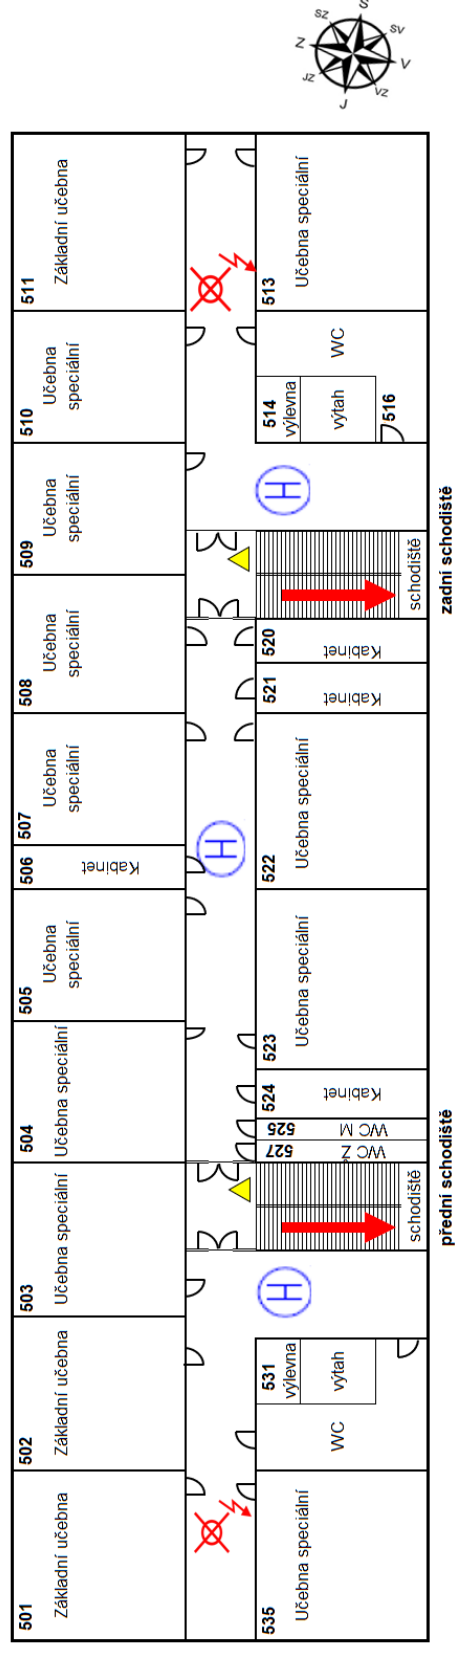 S
SV
V
VZ
J
JZ
Z
SZ
511
Základní učebna
510
Učebna
speciální
509
Učebna
speciální
508
Učebna
speciální
507
Učebna
speciální
506
Kabinet
505
Učebna
speciální
504
Učebna speciální
503
Učebna speciální
502
Základní učebna
501
Základní učebna
513
Učebna speciální
WC
514
výlevna
výtah
516
H
schodiště
zadní schodiště
520
Kabinet
521
Kabinet
H
522
Učebna speciální
523
Učebna speciální
524
Kabinet
525
WC M
527
WC Ž
schodiště
přední schodiště
H
531
výlevna
výtah
WC
535
Učebna speciální